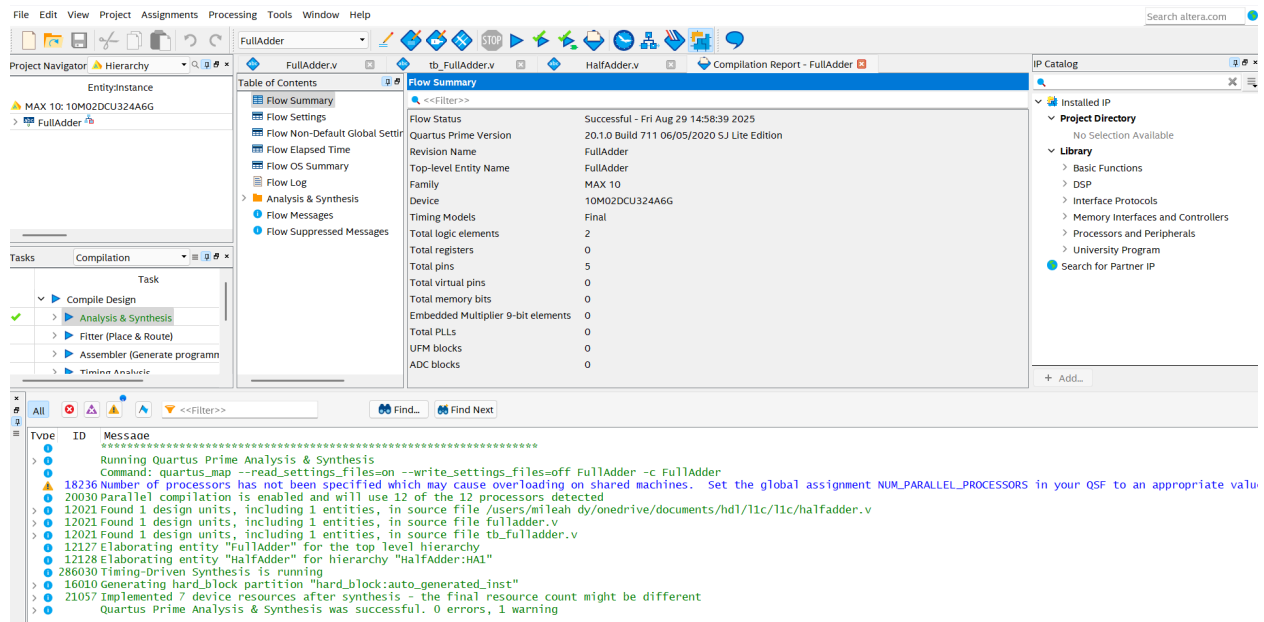 File Edit View Project Assignments Processing Tools Window Help
Search altera.com
FullAdder
STOP
Project Navigator Hierarchy
Entity:Instance
MAX 10: 10M02DCU324A6G
FullAdder
Tasks Compilation
Task
Compile Design
Analysis & Synthesis
Fitter (Place & Route)
Assembler (Generate programm
Timing Analysis
FullAdder.v
tb_FullAdder.v
HalfAdder.v
Compilation Report - FullAdder
Table of Contents
Flow Summary
Flow Settings
Flow Non-Default Global Settin
Flow Elapsed Time
Flow OS Summary
Flow Log
Analysis & Synthesis
Flow Messages
Flow Suppressed Messages
Flow Summary
<<Filter>>
Flow Status Successful - Fri Aug 29 14:58:39 2025
Quartus Prime Version 20.1.0 Build 711 06/05/2020 SJ Lite Edition
Revision Name FullAdder
Top-level Entity Name FullAdder
Family MAX 10
Device 10M02DCU324A6G
Timing Models Final
Total logic elements 2
Total registers 0
Total pins 5
Total virtual pins 0
Total memory bits 0
Embedded Multiplier 9-bit elements 0
Total PLLs 0
UFM blocks 0
ADC blocks 0
IP Catalog
Installed IP
Project Directory
No Selection Available
Library
Basic Functions
DSP
Interface Protocols
Memory Interfaces and Controllers
Processors and Peripherals
University Program
Search for Partner IP
+ Add...
All <<Filter>> Find... Find Next
Type ID Message
*******************************************************************
Running Quartus Prime Analysis & Synthesis
Command: quartus_map --read_settings_files=on --write_settings_files=off FullAdder -c FullAdder
18236 Number of processors has not been specified which may cause overloading on shared machines.  Set the global assignment NUM_PARALLEL_PROCESSORS in your QSF to an appropriate valu
20030 Parallel compilation is enabled and will use 12 of the 12 processors detected
12021 Found 1 design units, including 1 entities, in source file /users/mileah dy/onedrive/documents/hdl/l1c/l1c/halfadder.v
12021 Found 1 design units, including 1 entities, in source file fulladder.v
12021 Found 1 design units, including 1 entities, in source file tb_fulladder.v
12127 Elaborating entity "FullAdder" for the top level hierarchy
12128 Elaborating entity "HalfAdder" for hierarchy "HalfAdder:HA1"
286030 Timing-Driven Synthesis is running
16010 Generating hard_block partition "hard_block:auto_generated_inst"
21057 Implemented 7 device resources after synthesis - the final resource count might be different
Quartus Prime Analysis & Synthesis was successful. 0 errors, 1 warning